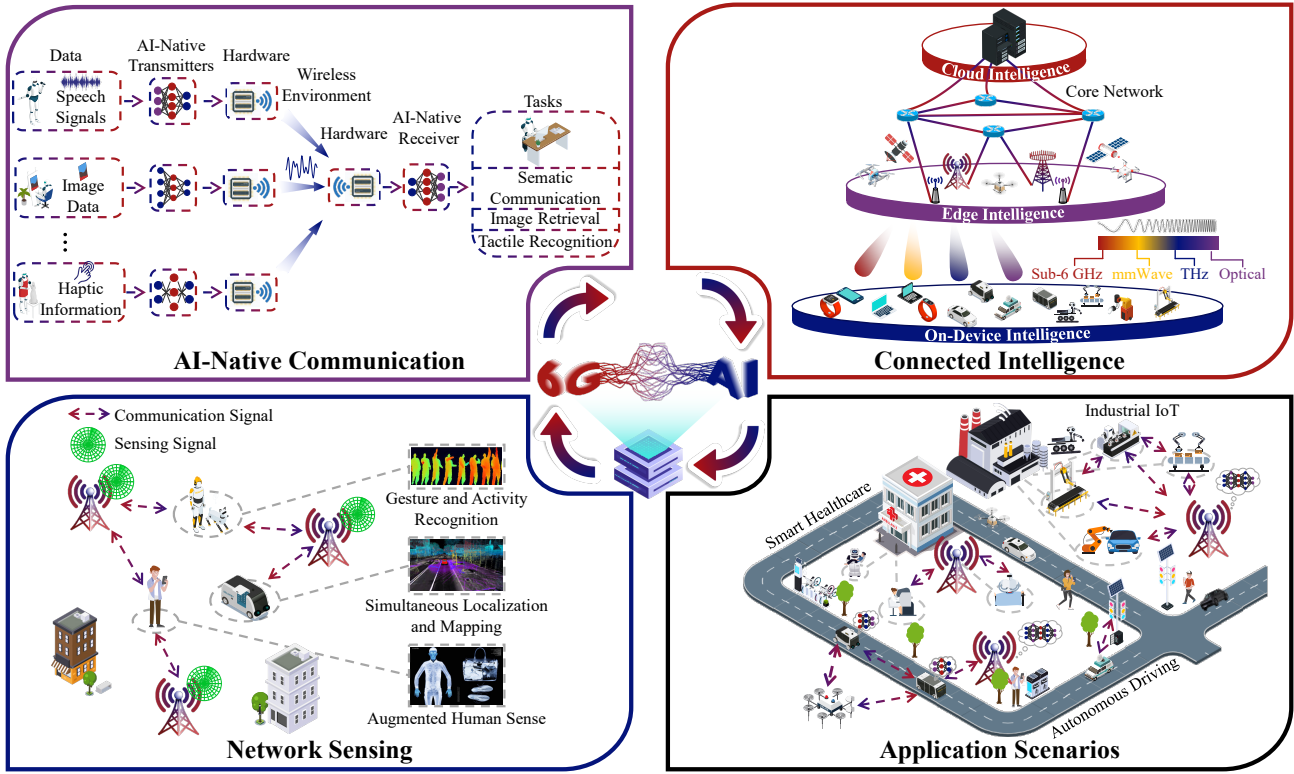 Data
AI-Native
Transmitters
Hardware
Wireless
Environment
Speech
Signals
Hardware
AI-Native
Receiver
Tasks
Image
Data
Sematic
Communication
Image Retrieval
Tactile Recognition
Haptic
Information
AI-Native Communication
Cloud Intelligence
Core Network
Edge Intelligence
Sub-6 GHz
mmWave
THz
Optical
On-Device Intelligence
Connected Intelligence
6G
AI
Communication Signal
Sensing Signal
Gesture and Activity
Recognition
Simultaneous Localization
and Mapping
Augmented Human Sense
Network Sensing
Industrial IoT
Smart Healthcare
Autonomous Driving
Application Scenarios